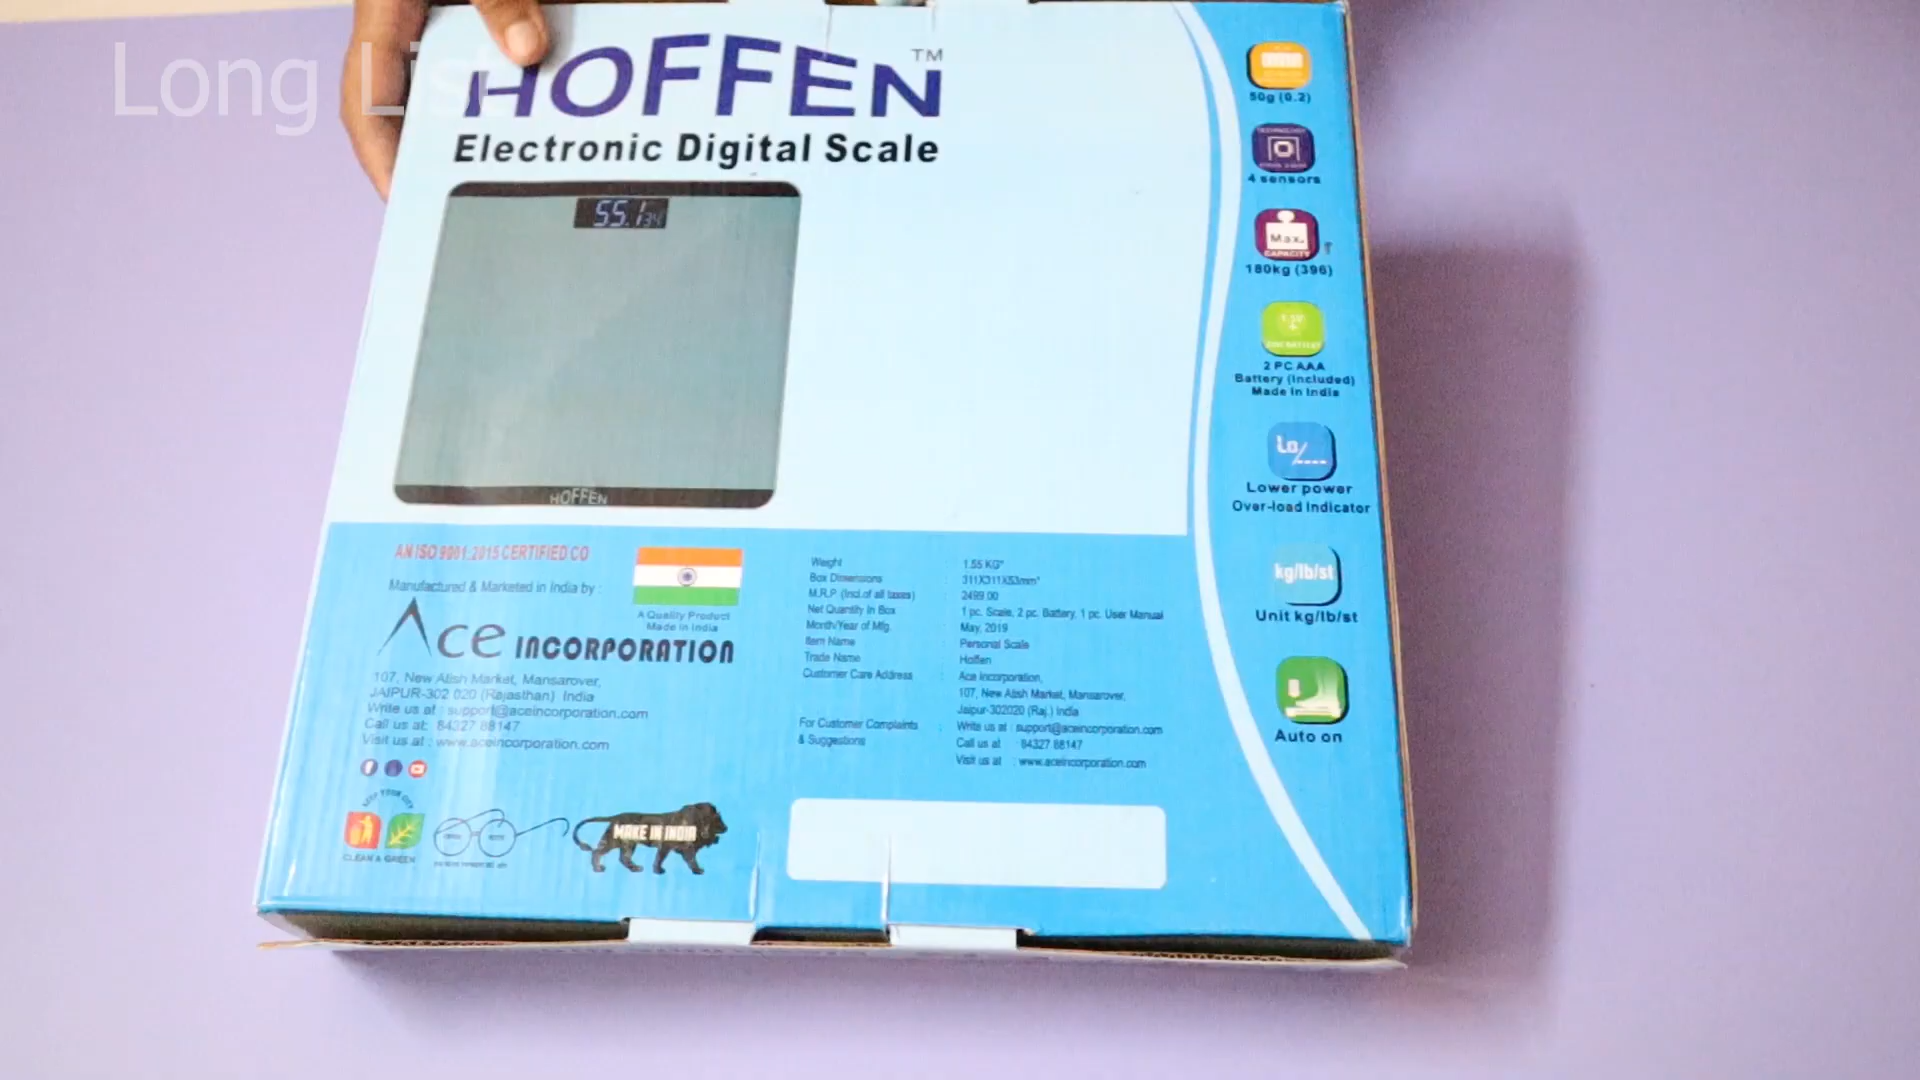 Long List
HOFFEN™
Electronic Digital Scale
55.1
HOFFEN
50g (0.2)
4 sensors
Max.
CAPACITY
180kg (396)
1.5V
2 PC AAA
Battery (Included)
Made in India
Lo/----
Lower power
Over-load Indicator
kg/lb/st
Unit kg/lb/st
Auto on
AN ISO 9001:2015 CERTIFIED CO
Manufactured & Marketed in India by :
Ace INCORPORATION
107, New Atish Market, Mansarover,
JAIPUR-302 020 (Rajasthan) India
Write us at : support@aceincorporation.com
Call us at: 84327 88147
Visit us at : www.aceincorporation.com
A Quality Product
Made in India
KEEP YOUR CITY
CLEAN & GREEN
MAKE IN INDIA
Weight : 1.55 KG*
Box Dimensions : 311X311X53mm*
M.R.P. (Incl.of all taxes) : 2499.00
Net Quantity In Box : 1 pc. Scale, 2 pc. Battery, 1 pc. User Manual
Month/Year of Mfg. : May, 2019
Item Name : Personal Scale
Trade Name : Hoffen
Customer Care Address : Ace Incorporation,
107, New Atish Market, Mansarover,
Jaipur-302020 (Raj.) India
For Customer Complaints : Write us at : support@aceincorporation.com
& Suggestions Call us at : 84327 88147
Visit us at : www.aceincorporation.com